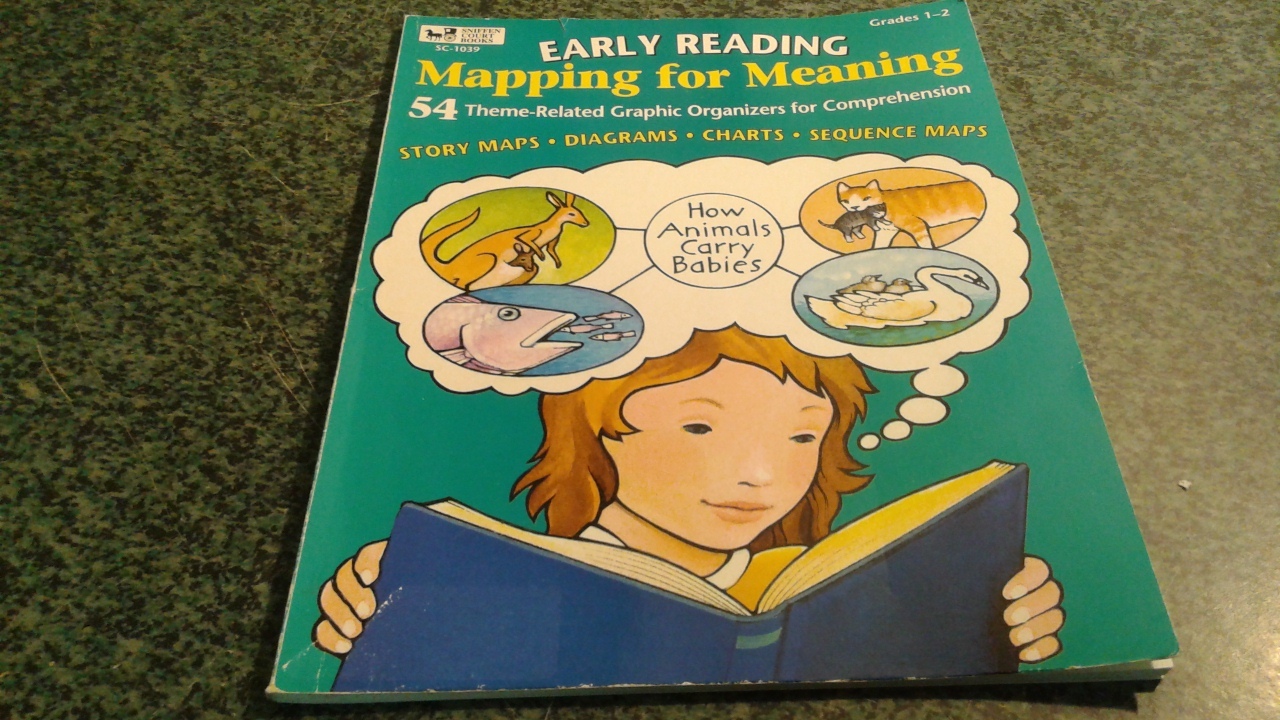 SNIFFEN
COURT
BOOKS
SC-1039
Grades 1–2
EARLY READING
Mapping for Meaning
54 Theme-Related Graphic Organizers for Comprehension
STORY MAPS • DIAGRAMS • CHARTS • SEQUENCE MAPS
How
Animals
Carry
Babies